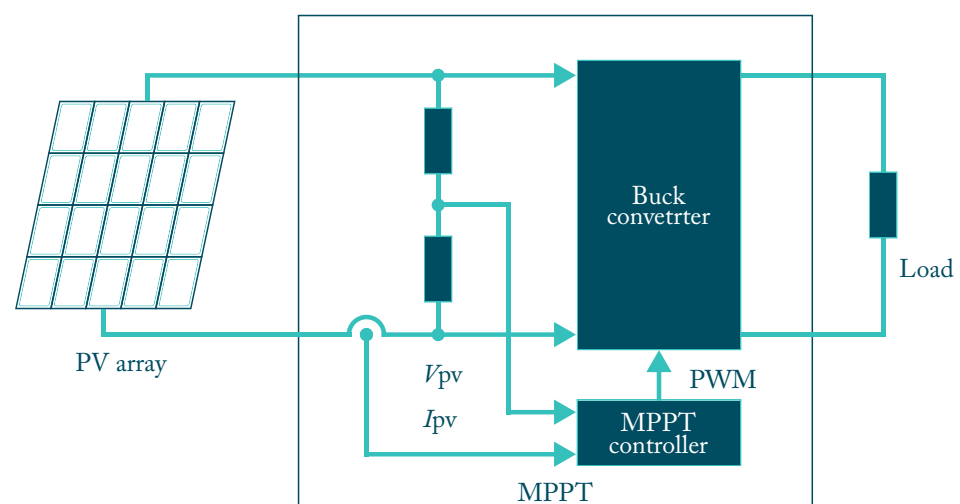 Buck
convetrter
Load
PV array
Vpv
PWM
Ipv
MPPT
controller
MPPT